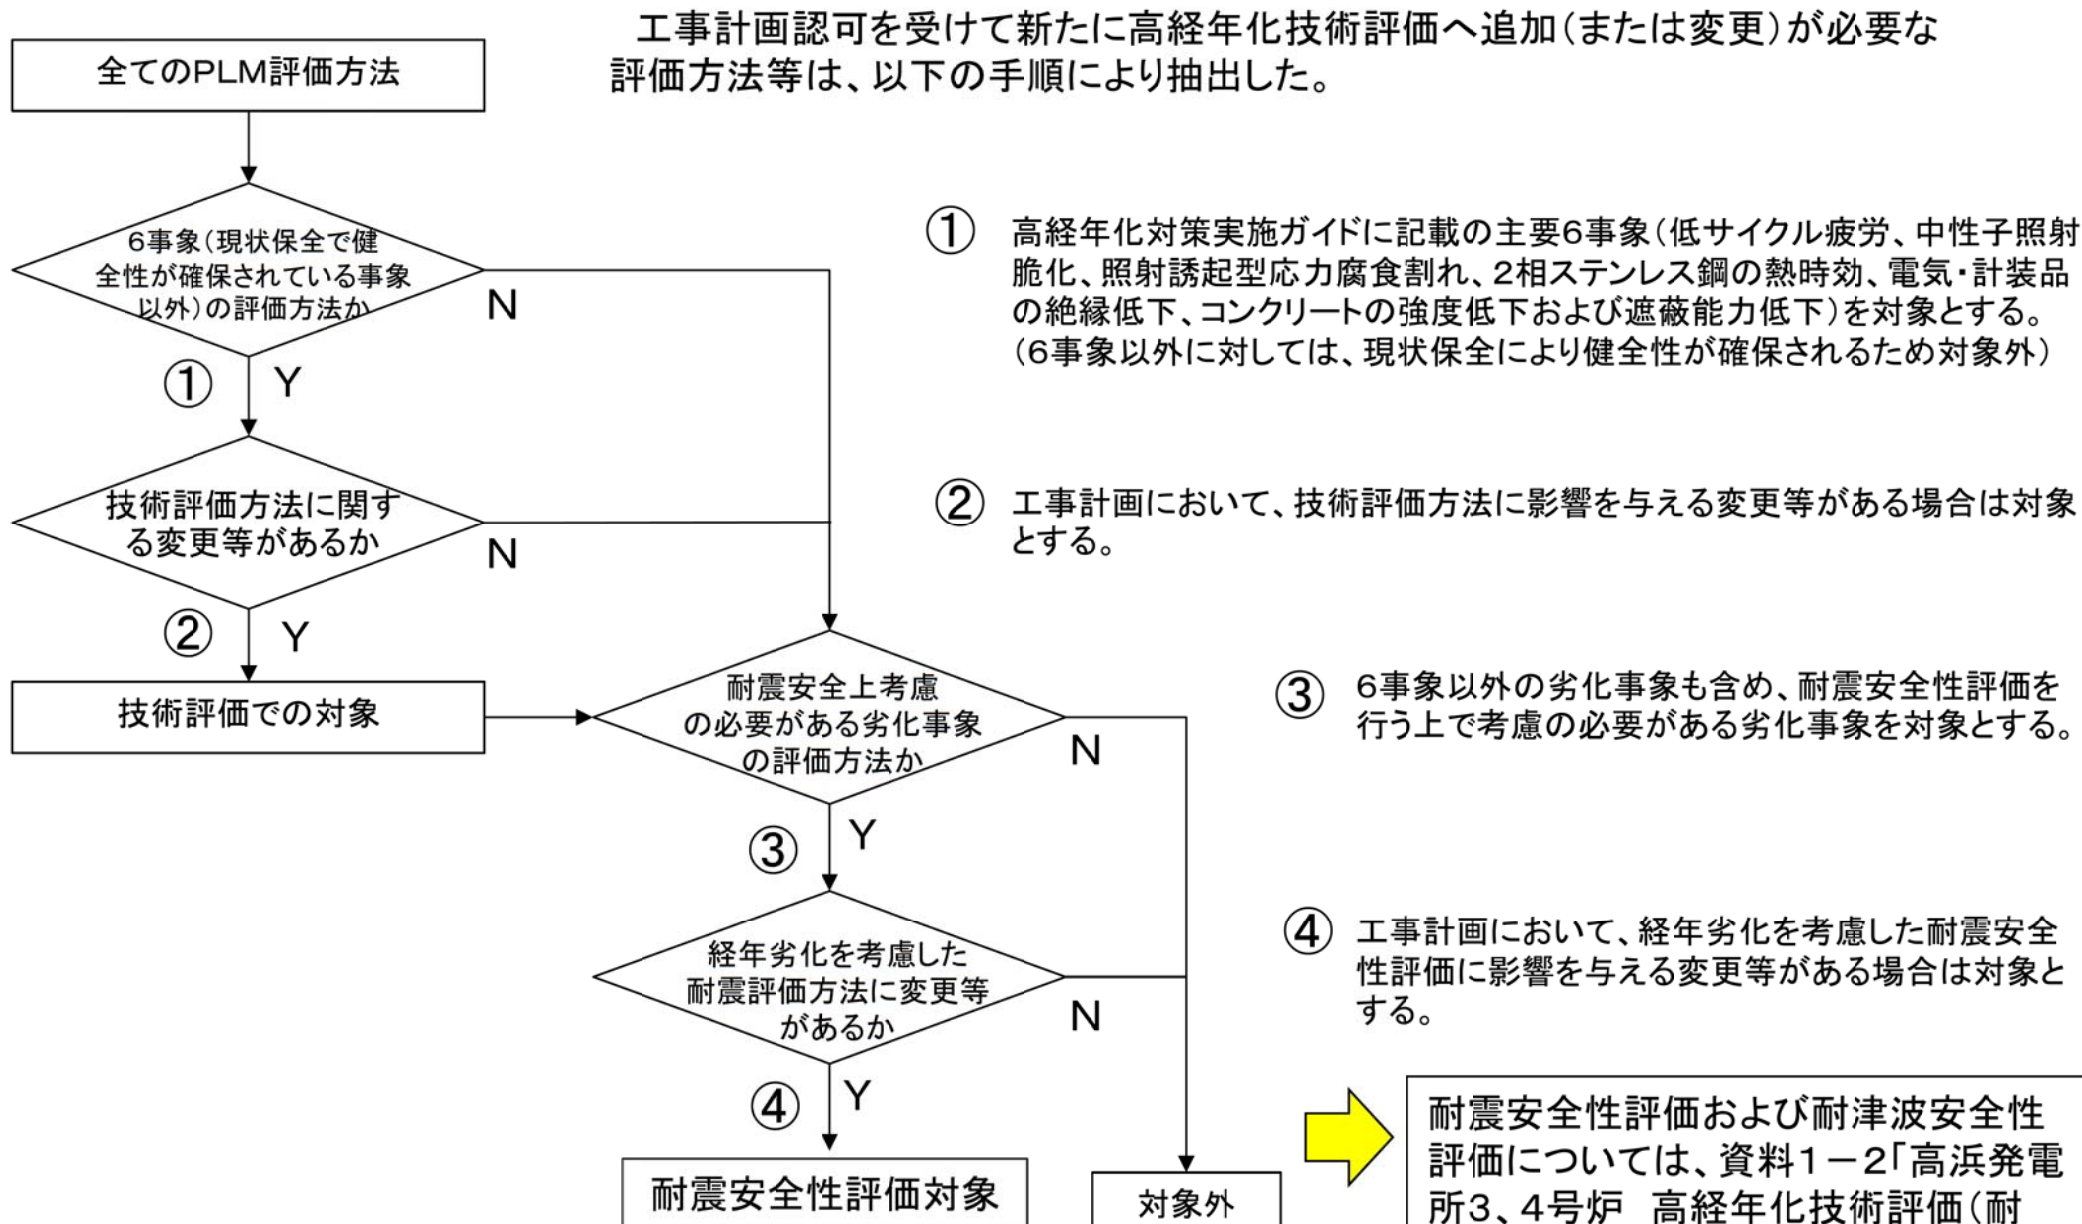 工事計画認可を受けて新たに高経年化技術評価へ追加(または変更)が必要な
評価方法等は、以下の手順により抽出した。
全てのPLM評価方法
6事象(現状保全で健
全性が確保されている事象
以外)の評価方法か
N
① Y
① 高経年化対策実施ガイドに記載の主要6事象(低サイクル疲労、中性子照射
脆化、照射誘起型応力腐食割れ、2相ステンレス鋼の熱時効、電気・計装品
の絶縁低下、コンクリートの強度低下および遮蔽能力低下)を対象とする。
(6事象以外に対しては、現状保全により健全性が確保されるため対象外)
技術評価方法に関す
る変更等があるか
N
② Y
② 工事計画において、技術評価方法に影響を与える変更等がある場合は対象
とする。
技術評価での対象
耐震安全上考慮
の必要がある劣化事象
の評価方法か
N
③ Y
③ 6事象以外の劣化事象も含め、耐震安全性評価を
行う上で考慮の必要がある劣化事象を対象とする。
経年劣化を考慮した
耐震評価方法に変更等
があるか
N
④ Y
④ 工事計画において、経年劣化を考慮した耐震安全
性評価に影響を与える変更等がある場合は対象と
する。
耐震安全性評価対象
対象外
耐震安全性評価および耐津波安全性
評価については、資料1-2「高浜発電
所3、4号炉 高経年化技術評価(耐